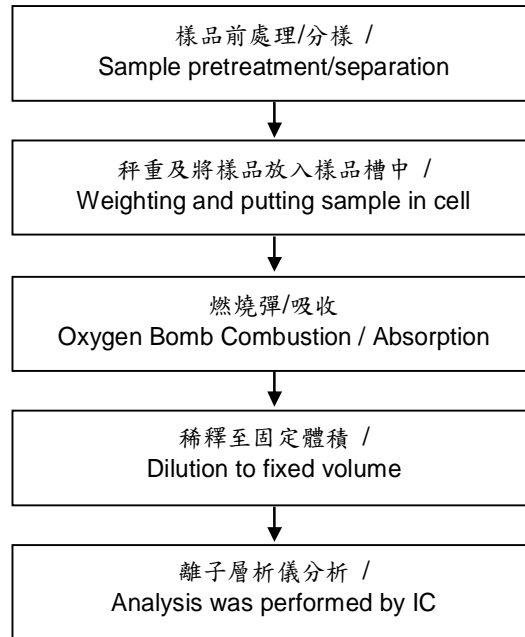 樣品前處理/分樣 /
Sample pretreatment/separation
秤重及將樣品放入樣品槽中 /
Weighting and putting sample in cell
燃燒彈/吸收
Oxygen Bomb Combustion / Absorption
稀釋至固定體積 /
Dilution to fixed volume
離子層析儀分析 /
Analysis was performed by IC